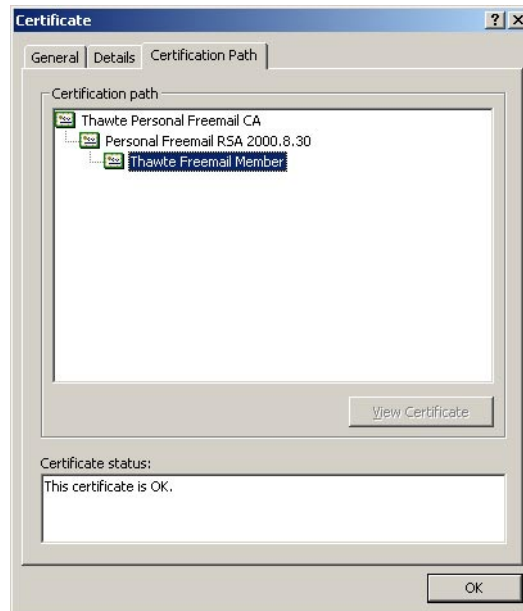 Certificate
General Details Certification Path
Certification path
Thawte Personal Freemail CA
Personal Freemail RSA 2000.8.30
Thawte Freemail Member
View Certificate
Certificate status:
This certificate is OK.
OK